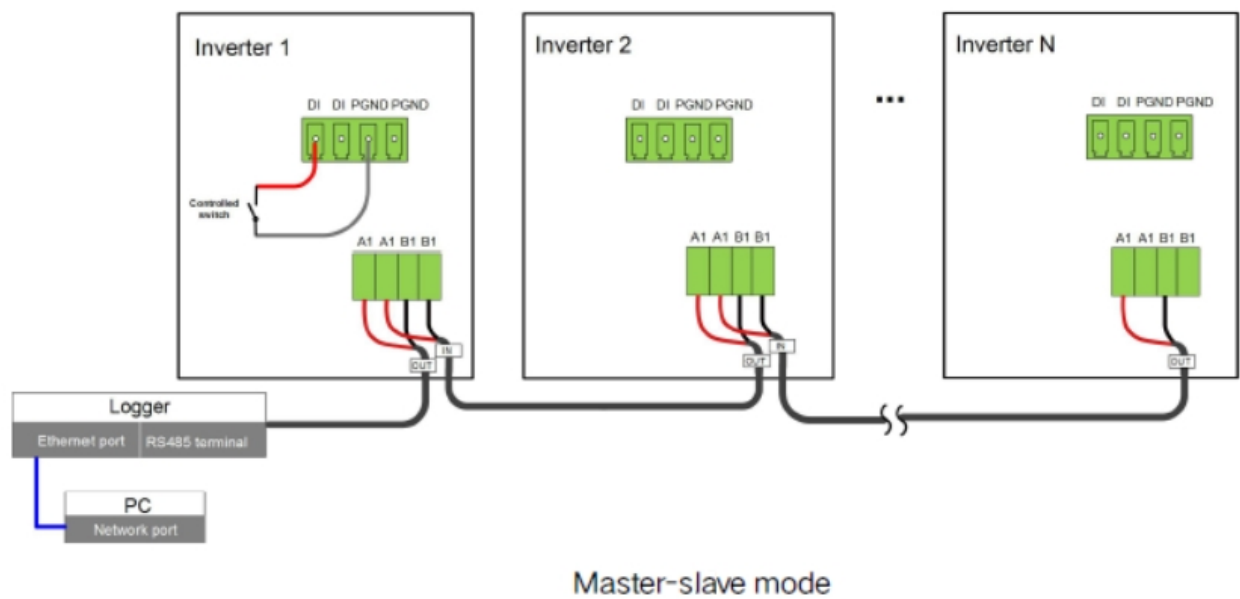 Inverter 1
DI DI PGND PGND
Controlled
switch
A1 A1 B1 B1
OUT
IN
Inverter 2
DI DI PGND PGND
A1 A1 B1 B1
OUT
IN
...
Inverter N
DI DI PGND PGND
A1 A1 B1 B1
OUT
Logger
Ethernet port
RS485 terminal
PC
Network port
Master-slave mode